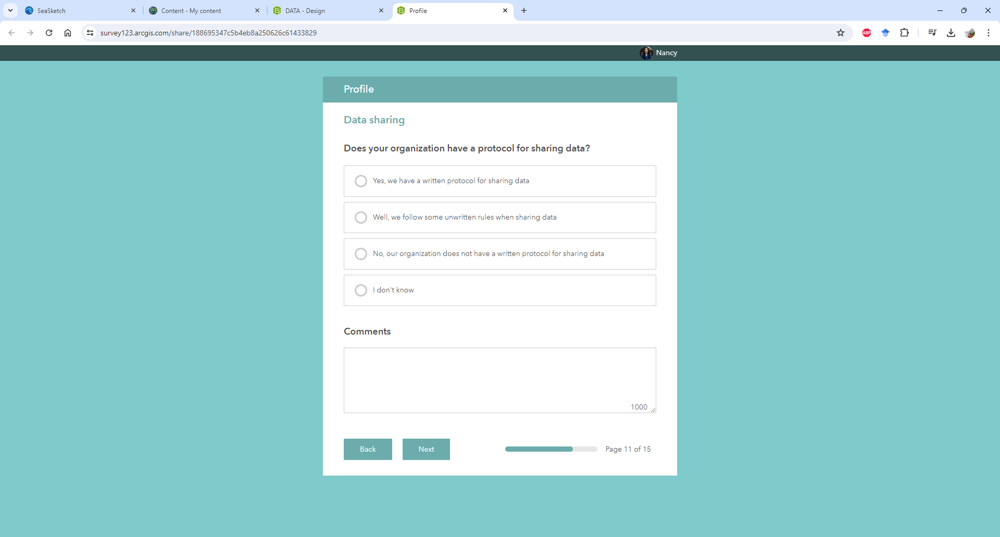 SeaSketch
Content - My content
DATA - Design
Profile
survey123.arcgis.com/share/188695347c5b4eb8a250626c61433829
ABP
Nancy
Profile
Data sharing
Does your organization have a protocol for sharing data?
Yes, we have a written protocol for sharing data
Well, we follow some unwritten rules when sharing data
No, our organization does not have a written protocol for sharing data
I don't know
Comments
1000
Back
Next
Page 11 of 15